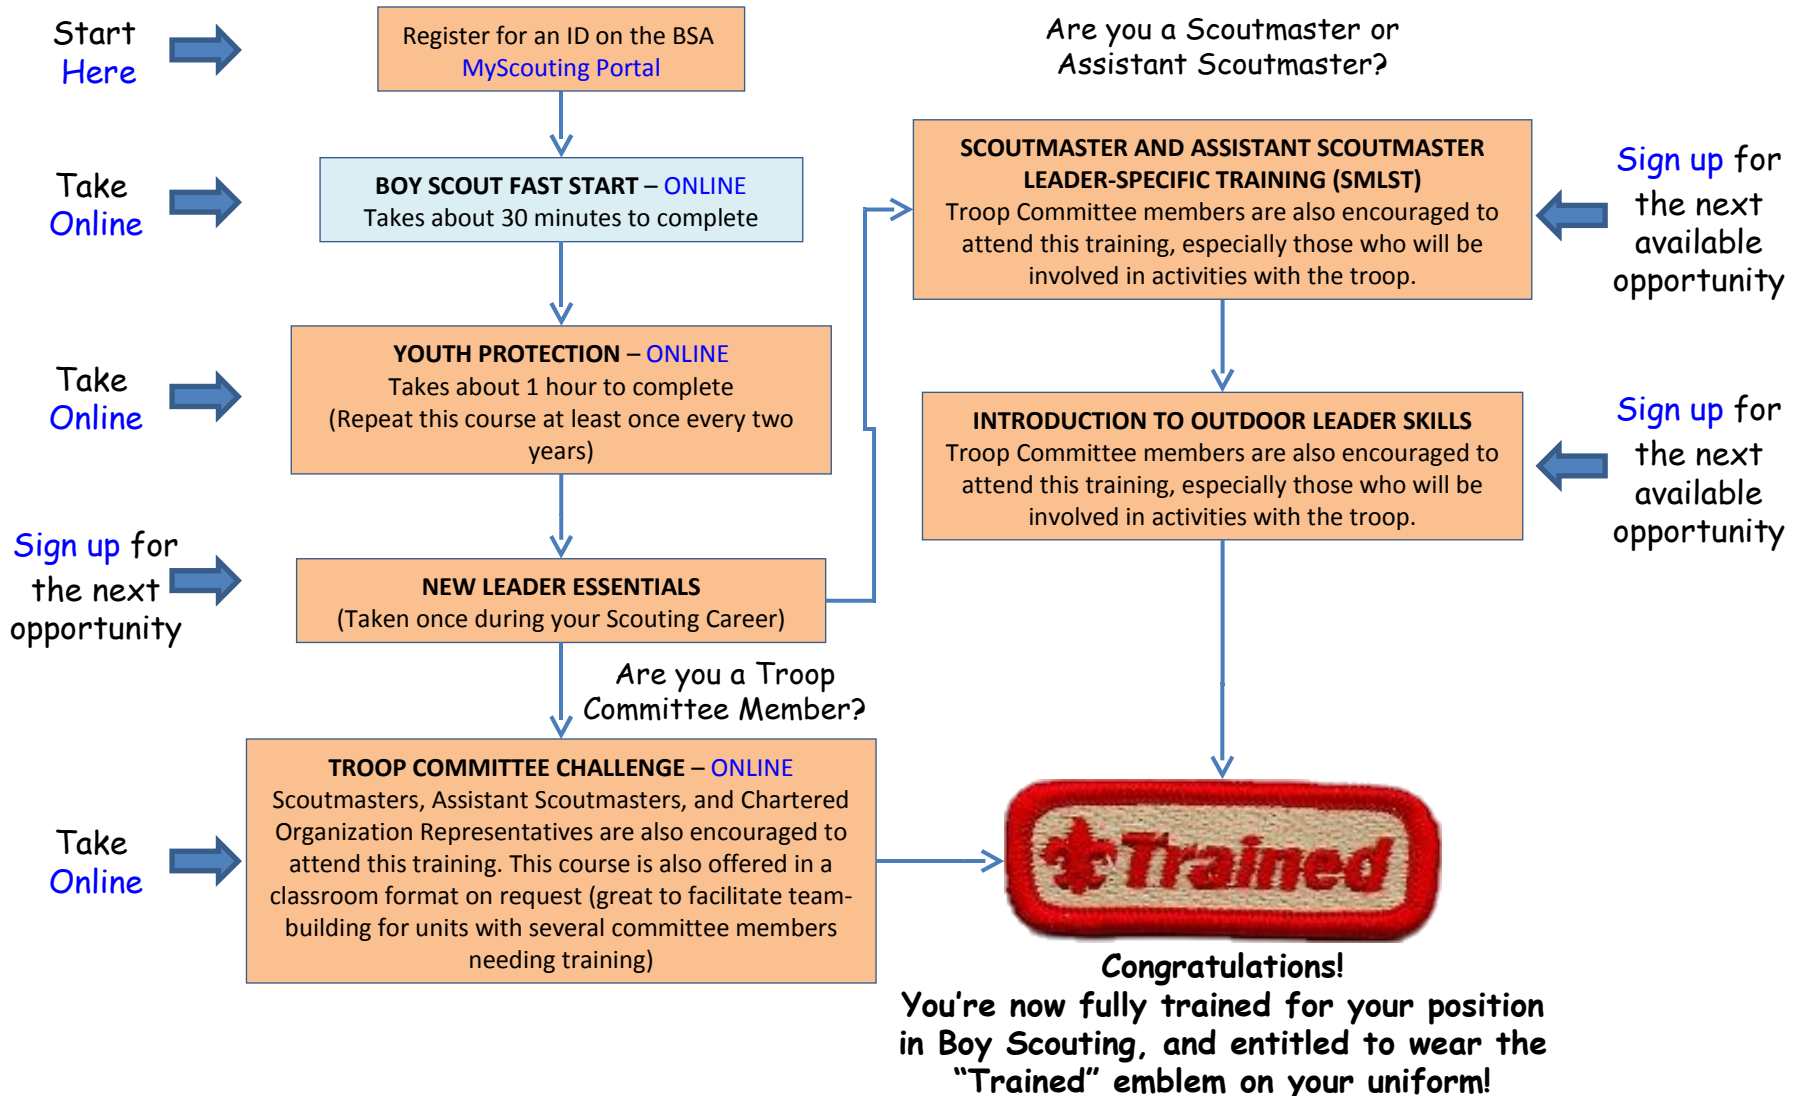 Start
Here
Register for an ID on the BSA
MyScouting Portal
Take
Online
BOY SCOUT FAST START – ONLINE
Takes about 30 minutes to complete
Take
Online
YOUTH PROTECTION – ONLINE
Takes about 1 hour to complete
(Repeat this course at least once every two
years)
Sign up for
the next
opportunity
NEW LEADER ESSENTIALS
(Taken once during your Scouting Career)
Are you a Troop
Committee Member?
Take
Online
TROOP COMMITTEE CHALLENGE – ONLINE
Scoutmasters, Assistant Scoutmasters, and Chartered
Organization Representatives are also encouraged to
attend this training. This course is also offered in a
classroom format on request (great to facilitate team-
building for units with several committee members
needing training)
Are you a Scoutmaster or
Assistant Scoutmaster?
SCOUTMASTER AND ASSISTANT SCOUTMASTER
LEADER-SPECIFIC TRAINING (SMLST)
Troop Committee members are also encouraged to
attend this training, especially those who will be
involved in activities with the troop.
Sign up for
the next
available
opportunity
INTRODUCTION TO OUTDOOR LEADER SKILLS
Troop Committee members are also encouraged to
attend this training, especially those who will be
involved in activities with the troop.
Sign up for
the next
available
opportunity
Trained
Congratulations!
You’re now fully trained for your position
in Boy Scouting, and entitled to wear the
“Trained” emblem on your uniform!